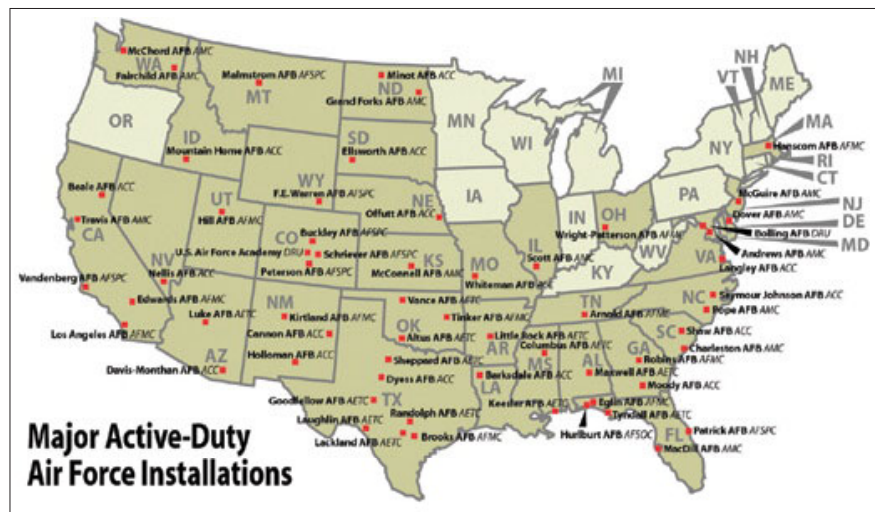 McChord AFB AMC
WA
Fairchild AFB AMC
Malmstrom AFB AFSPC
MT
Minot AFB ACC
ND
Grand Forks AFB AMC
MI
VT
NH
ME
OR
ID
Mountain Home AFB ACC
SD
Ellsworth AFB ACC
MN
WI
NY
MA
Hanscom AFB AFMC
RI
CT
Beale AFB ACC
WY
F.E. Warren AFB AFSPC
NE
Offutt AFB ACC
IA
PA
McGuire AFB AMC
NJ
UT
Hill AFB AFMC
Travis AFB AMC
CA
NV
Nellis AFB ACC
CO
Buckley AFB AFSPC
U.S. Air Force Academy DRU
Schriever AFB AFSPC
Peterson AFB AFSPC
KS
McConnell AFB AMC
IL
Scott AFB AMC
IN
OH
Wright-Patterson AFB AFMC
WV
Dover AFB AMC
DE
Bolling AFB DRU
MD
Andrews AFB AMC
VA
Langley AFB ACC
MO
Whiteman AFB ACC
KY
Vandenberg AFB AFSPC
Edwards AFB AFMC
Los Angeles AFB AFMC
Luke AFB AETC
AZ
Davis-Monthan AFB ACC
NM
Kirtland AFB AFMC
Cannon AFB ACC
Holloman AFB ACC
Vance AFB AETC
Tinker AFB AFMC
OK
Altus AFB AETC
Sheppard AFB AETC
Dyess AFB ACC
Goodfellow AFB AETC
TX
Randolph AFB AETC
Laughlin AFB AETC
Lackland AFB AETC
Brooks AFB AFMC
Little Rock AFB AETC
AR
Columbus AFB AETC
MS
AL
Barksdale AFB ACC
LA
Maxwell AFB AETC
Keesler AFB AETC
Eglin AFB AFMC
Tyndall AFB AETC
Hurlburt AFB AFSOC
TN
Arnold AFB AFMC
NC
Seymour Johnson AFB ACC
Pope AFB AMC
SC
Shaw AFB ACC
Charleston AFB AMC
GA
Robins AFB AFMC
Moody AFB ACC
FL
Patrick AFB AFSPC
MacDill AFB AMC
Major Active-Duty
Air Force Installations